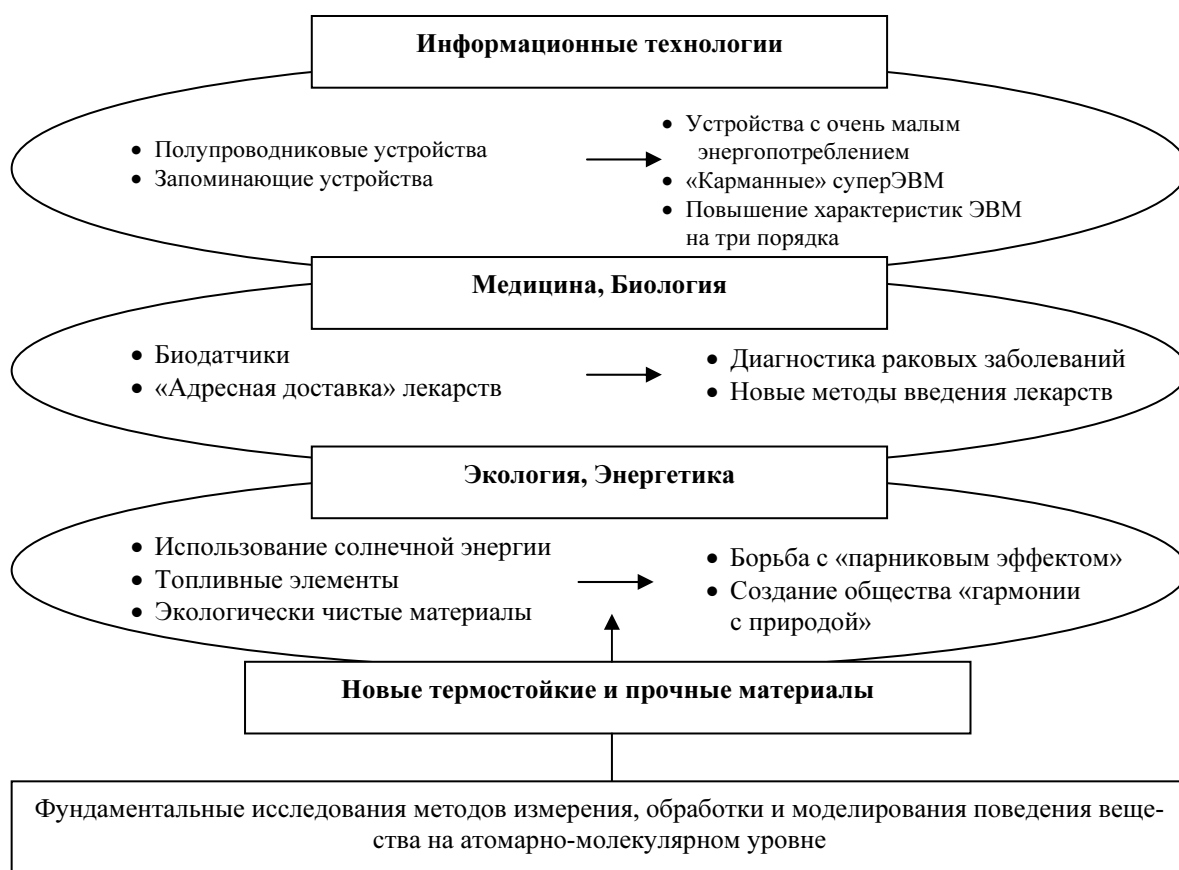 Информационные технологии
• Полупроводниковые устройства
• Запоминающие устройства
• Устройства с очень малым
энергопотреблением
• «Карманные» суперЭВМ
• Повышение характеристик ЭВМ
на три порядка
Медицина, Биология
• Биодатчики
• «Адресная доставка» лекарств
• Диагностика раковых заболеваний
• Новые методы введения лекарств
Экология, Энергетика
• Использование солнечной энергии
• Топливные элементы
• Экологически чистые материалы
• Борьба с «парниковым эффектом»
• Создание общества «гармонии
с природой»
Новые термостойкие и прочные материалы
Фундаментальные исследования методов измерения, обработки и моделирования поведения веще-
ства на атомарно-молекулярном уровне